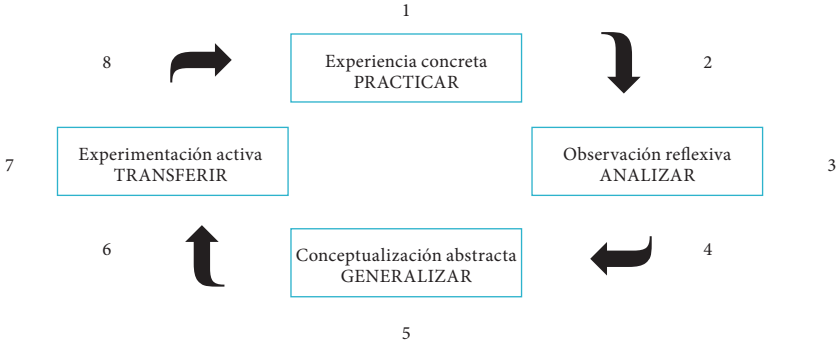 1
8
Experiencia concreta
PRACTICAR
2
7
Experimentación activa
TRANSFERIR
Observación reflexiva
ANALIZAR
3
6
Conceptualización abstracta
GENERALIZAR
4
5